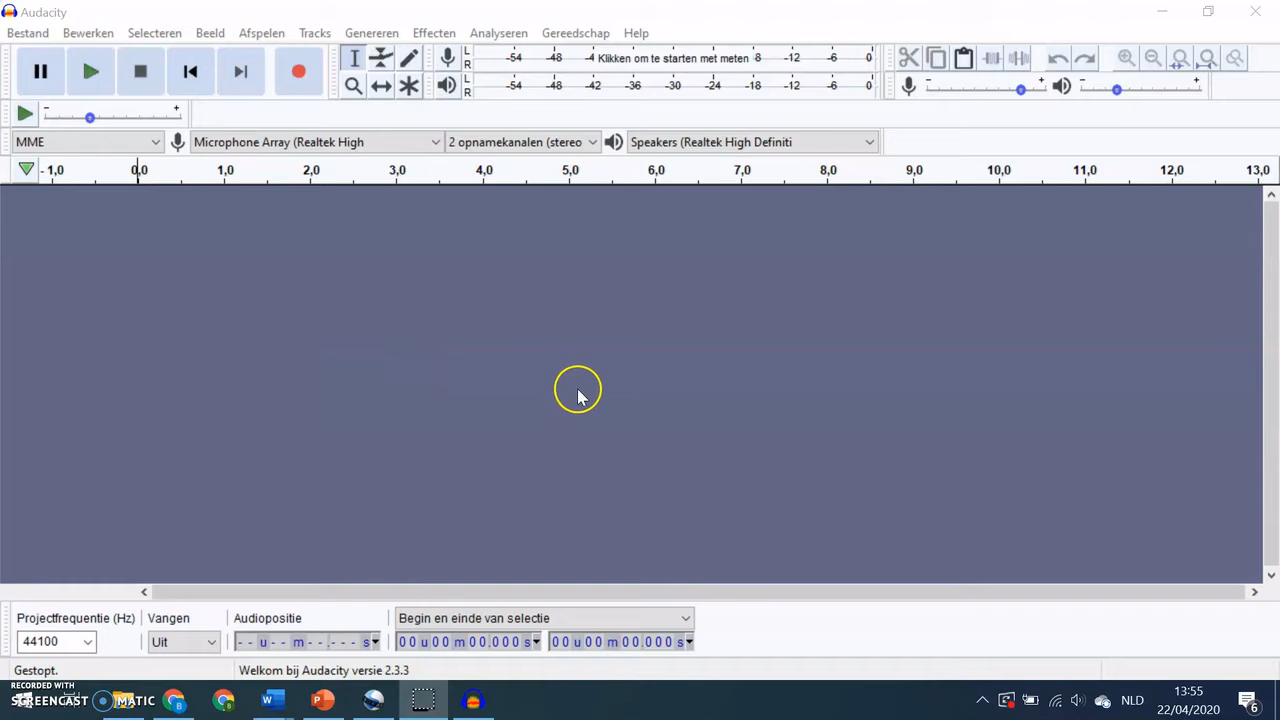 Audacity
Bestand Bewerken Selecteren Beeld Afspelen Tracks Genereren Effecten Analyseren Gereedschap Help
L R -54 -48 -4 Klikken om te starten met meten 8 -12 -6 0
L R -54 -48 -42 -36 -30 -24 -18 -12 -6 0
- + - +
- +
MME Microphone Array (Realtek High 2 opnamekanalen (stereo Speakers (Realtek High Definiti
- 1,0 0,0 1,0 2,0 3,0 4,0 5,0 6,0 7,0 8,0 9,0 10,0 11,0 12,0 13,0
Projectfrequentie (Hz) Vangen Audiopositie Begin en einde van selectie
44100 Uit - - u - - m - - . - - - s 00 u 00 m 00.000 s 00 u 00 m 00.000 s
Gestopt. Welkom bij Audacity versie 2.3.3
RECORDED WITH
SCREENCAST MATIC
NLD
13:55
22/04/2020
6